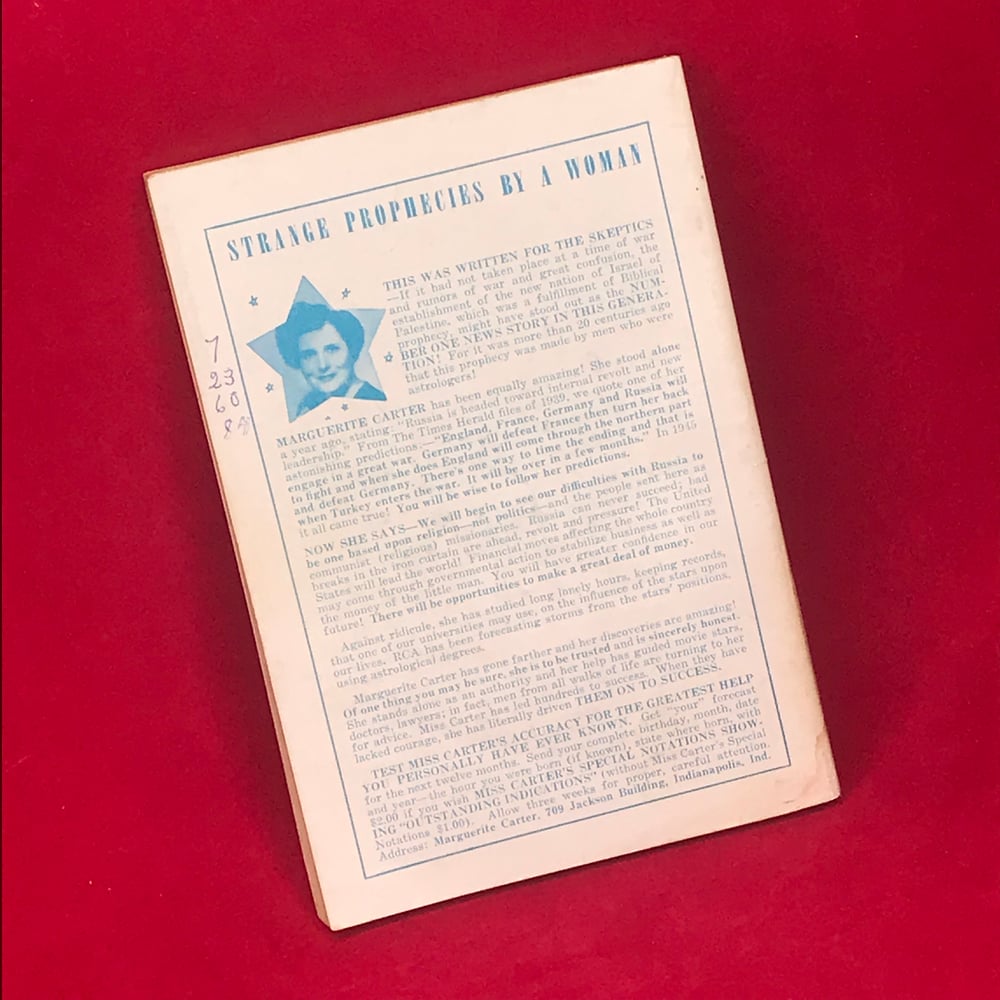 STRANGE PROPHECIES BY A WOMAN
THIS WAS WRITTEN FOR THE SKEPTICS
—If it had not taken place at a time of war
and rumors of war and great confusion, the
establishment of the new nation of Israel of
Palestine, which was a fulfillment of Biblical
prophecy, might have stood out as the NUM-
BER ONE NEWS STORY IN THIS GENERA-
TION! For it was more than 20 centuries ago
that this prophecy was made by men who were
astrologers!
MARGUERITE CARTER has been equally amazing! She stood alone
a year ago, stating: "Russia is headed toward internal revolt and new
leadership." From The Times Herald files of 1939, we quote one of her
astonishing predictions:—"England, France, Germany and Russia will
engage in a great war. Germany will defeat France then turn her back
to fight and when she does England will come through the northern part
and defeat Germany. There's one way to time the ending and that is
when Turkey enters the war. It will be over in a few months." In 1945
it all came true! You will be wise to follow her predictions.
NOW SHE SAYS—We will begin to see our difficulties with Russia to
be one based upon religion—not politics—and the people sent here as
communist (religious) missionaries. Russia can never succeed; bad
breaks in the iron curtain are ahead, revolt and pressure! The United
States will lead the world! Financial moves affecting the whole country
may come through governmental action to stabilize business as well as
the money of the little man. You will have greater confidence in our
future! There will be opportunities to make a great deal of money.
Against ridicule, she has studied long lonely hours, keeping records,
that one of our universities may use, on the influence of the stars upon
our lives. RCA has been forecasting storms from the stars' positions,
using astrological degrees.
Marguerite Carter has gone farther and her discoveries are amazing!
Of one thing you may be sure, she is to be trusted and is sincerely honest.
She stands alone as an authority and her help has guided movie stars,
doctors, lawyers; in fact, men from all walks of life are turning to her
for advice. Miss Carter has led hundreds to success. When they have
lacked courage, she has literally driven THEM ON TO SUCCESS.
TEST MISS CARTER'S ACCURACY FOR THE GREATEST HELP
YOU PERSONALLY HAVE EVER KNOWN. Get "your" forecast
for the next twelve months. Send your complete birthday, month, date
and year—the hour you were born (if known), state where born, with
$2.00 if you wish MISS CARTER'S SPECIAL NOTATIONS SHOW-
ING "OUTSTANDING INDICATIONS" (without Miss Carter's Special
Notations $1.00). Allow three weeks for proper, careful attention.
Address: Marguerite Carter, 709 Jackson Building, Indianapolis, Ind.
7
23
60